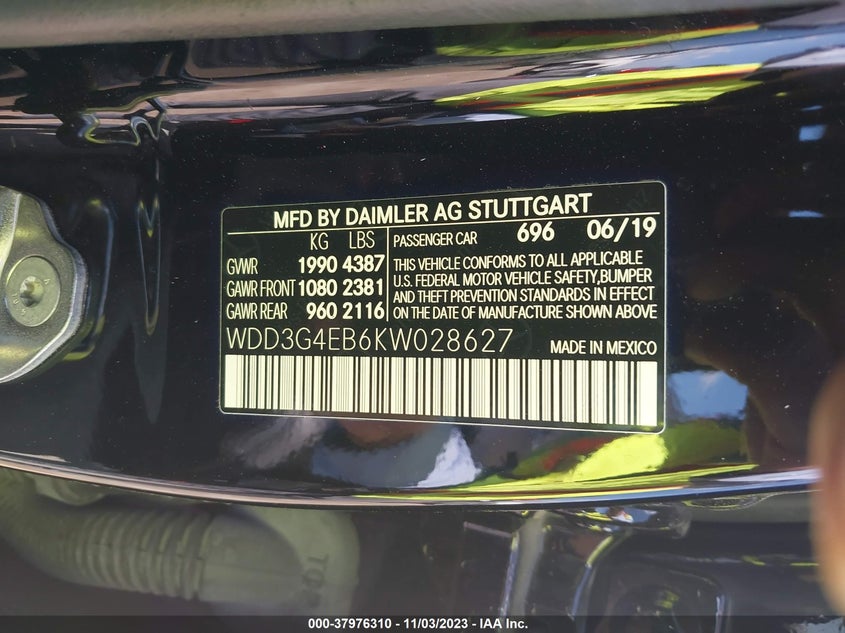 MFD BY DAIMLER AG STUTTGART
KG LBS
GVWR 1990 4387
GAWR FRONT 1080 2381
GAWR REAR 960 2116
PASSENGER CAR 696 06/19
THIS VEHICLE CONFORMS TO ALL APPLICABLE
U.S. FEDERAL MOTOR VEHICLE SAFETY,BUMPER
AND THEFT PREVENTION STANDARDS IN EFFECT
ON THE DATE OF MANUFACTURE SHOWN ABOVE
WDD3G4EB6KW028627
MADE IN MEXICO
000-37976310 - 11/03/2023 - IAA Inc.